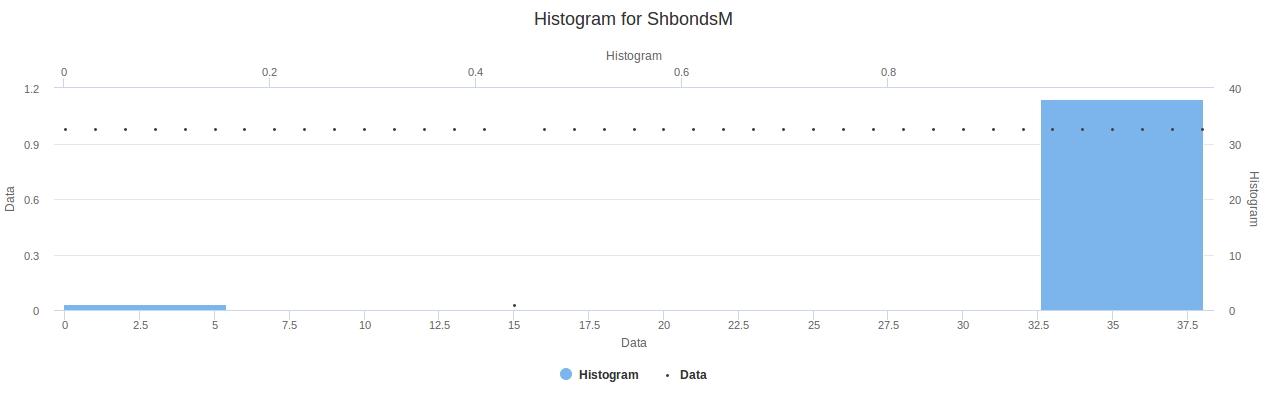 Histogram for ShbondsM
Histogram
0 0.2 0.4 0.6 0.8
1.2 40
0.9 30
0.6 20
0.3 10
0 0
Data
Histogram
0 2.5 5 7.5 10 12.5 15 17.5 20 22.5 25 27.5 30 32.5 35 37.5
Data
Histogram Data